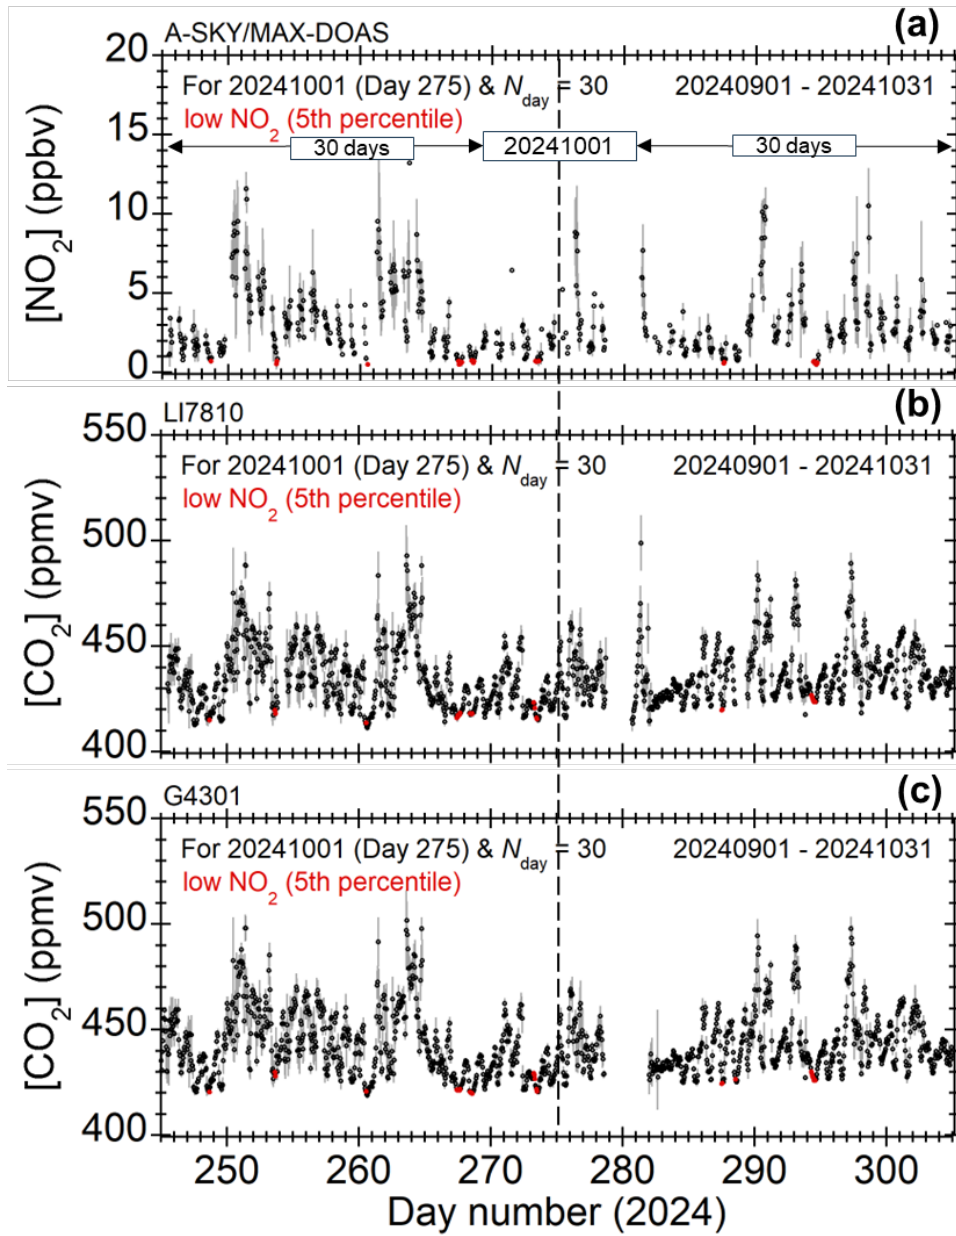 A-SKY/MAX-DOAS
(a)
20
15
10
5
0
[NO2] (ppbv)
For 20241001 (Day 275) & Nday = 30
20240901 - 20241031
low NO2 (5th percentile)
30 days
20241001
30 days
LI7810
(b)
550
500
450
400
[CO2] (ppmv)
For 20241001 (Day 275) & Nday = 30
20240901 - 20241031
low NO2 (5th percentile)
G4301
(c)
550
500
450
400
[CO2] (ppmv)
For 20241001 (Day 275) & Nday = 30
20240901 - 20241031
low NO2 (5th percentile)
250
260
270
280
290
300
Day number (2024)